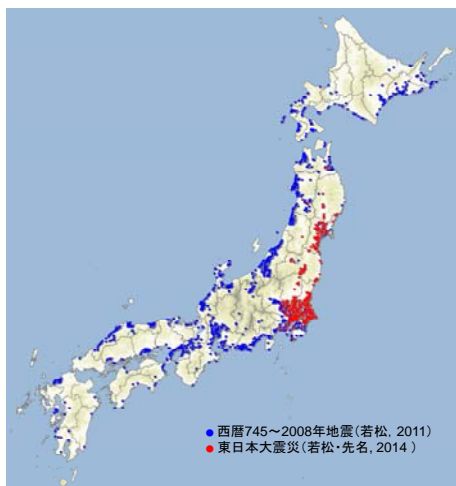 ● 西暦745～2008年地震（若松, 2011）
● 東日本大震災（若松・先名, 2014 ）